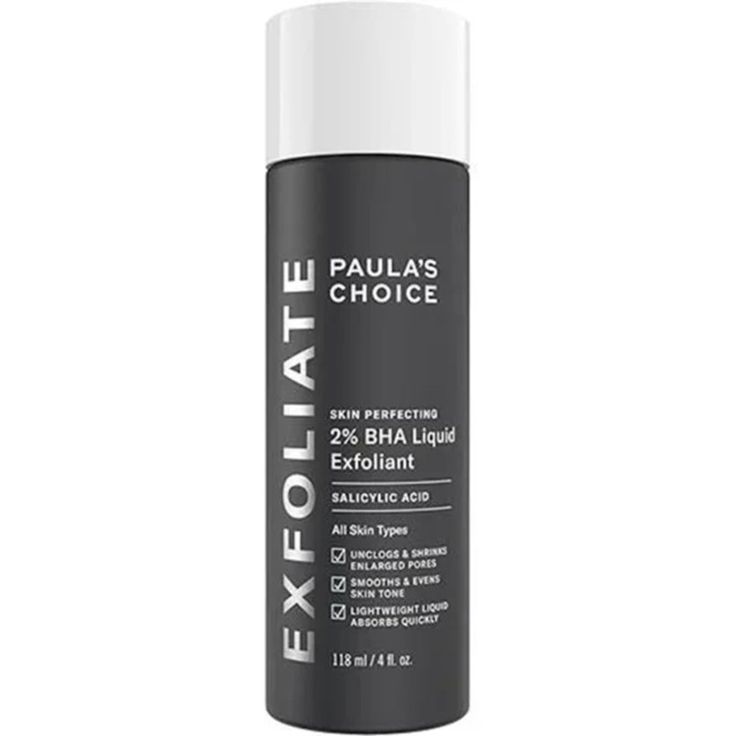 EXFOLIATE
PAULA'S
CHOICE
SKIN PERFECTING
2% BHA Liquid
Exfoliant
SALICYLIC ACID
All Skin Types
UNCLOGS & SHRINKS
ENLARGED PORES
SMOOTHS & EVENS
SKIN TONE
LIGHTWEIGHT LIQUID
ABSORBS QUICKLY
118 ml / 4 fl. oz.